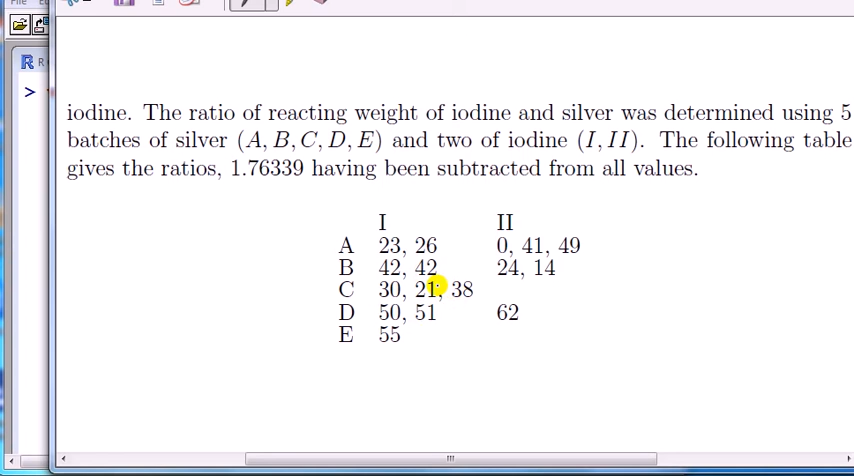 File
R R
>
iodine. The ratio of reacting weight of iodine and silver was determined using 5
batches of silver (A, B, C, D, E) and two of iodine (I, II). The following table
gives the ratios, 1.76339 having been subtracted from all values.
I II
A 23, 26 0, 41, 49
B 42, 42 24, 14
C 30, 21, 38
D 50, 51 62
E 55